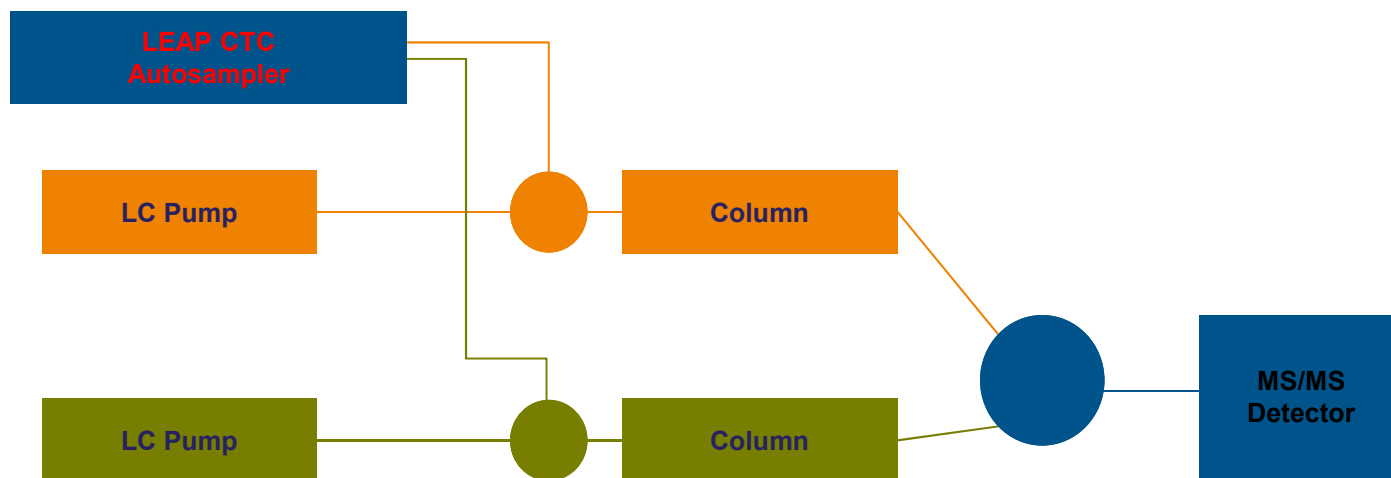 LEAP CTC
Autosampler
LC Pump
Column
MS/MS
Detector
LC Pump
Column